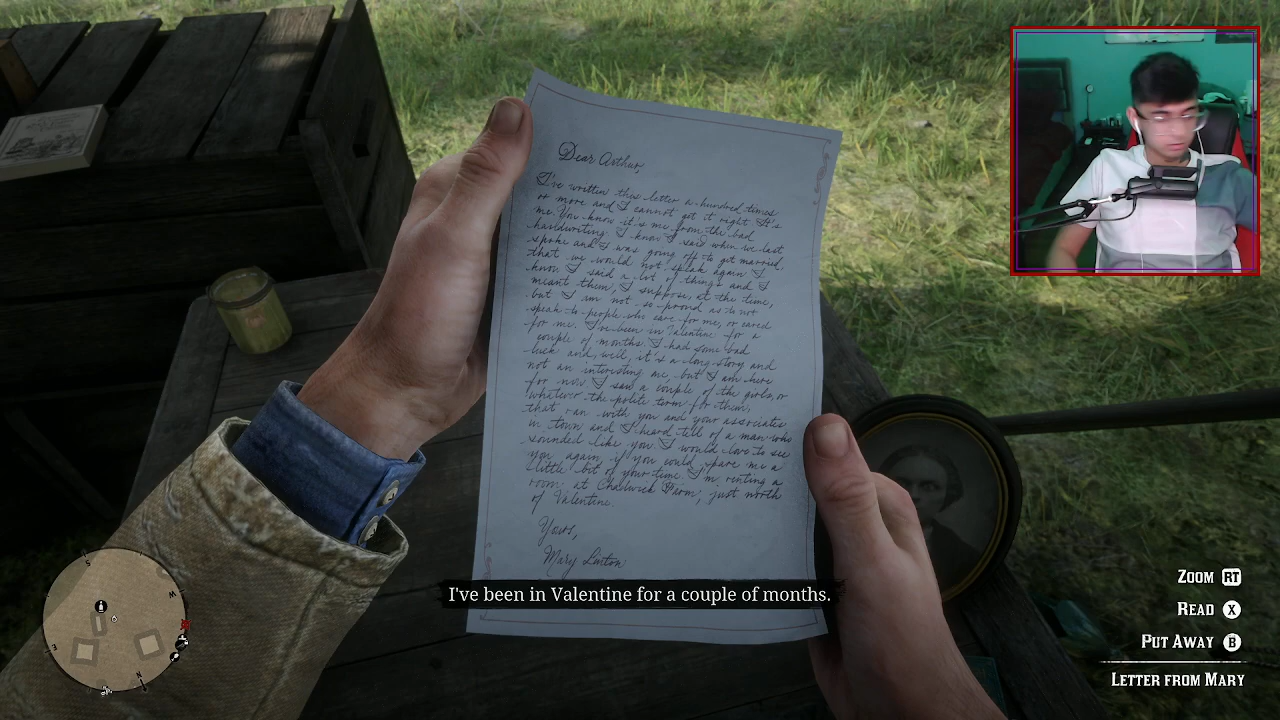 Dear Arthur,
I've written this letter a hundred times
or more and I cannot get it right. It's
me. You know it's me from the bad
handwriting. I know I said when we last
spoke and I was going off to get married
that we would not speak again. I
know I said a lot of things and I
meant them, I suppose, at the time,
but I am not so proud as to not
speak to people who care for me, or cared
for me. I've been in Valentine for a
couple of months. I had some bad
luck and, well, it's a long story and
not an interesting one, but I am here
for now. I saw a couple of the girls, or
whatever the polite term for them,
that ran with you and your associates
in town and I heard tell of a man who
sounded like you. I would love to see
you again, if you could spare me a
little bit of your time. I'm renting a
room at Chadwick Farm, just north
of Valentine.
Yours,
Mary Linton
I've been in Valentine for a couple of months.
ZOOM RT
READ X
PUT AWAY B
LETTER FROM MARY